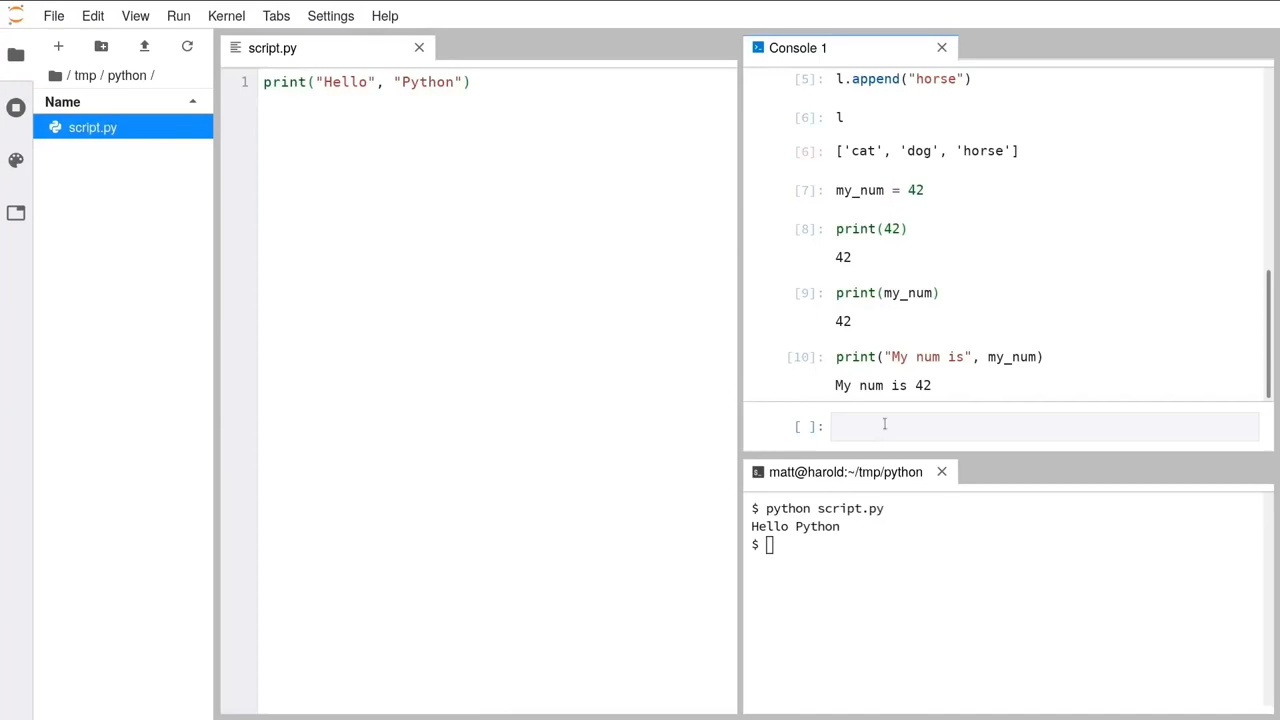 File Edit View Run Kernel Tabs Settings Help
/ tmp / python /
Name
script.py
script.py
1 print("Hello", "Python")
Console 1
[5]: l.append("horse")
[6]: l
[6]: ['cat', 'dog', 'horse']
[7]: my_num = 42
[8]: print(42)
42
[9]: print(my_num)
42
[10]: print("My num is", my_num)
My num is 42
[ ]:
matt@harold:~/tmp/python
$ python script.py
Hello Python
$